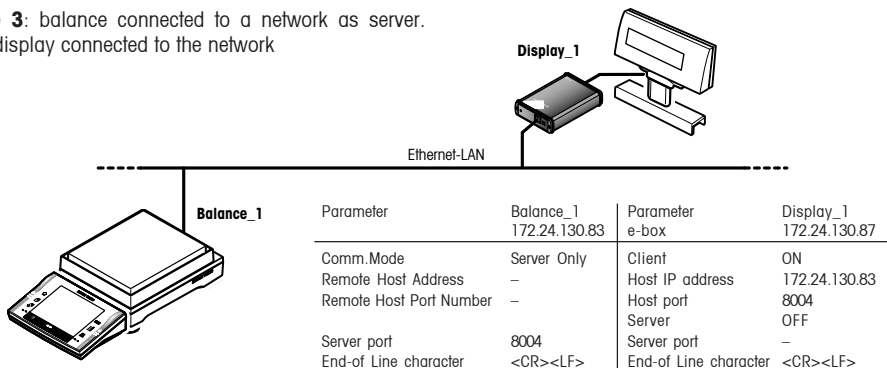 3: balance connected to a network as server.
display connected to the network
Display_1
Ethernet-LAN
Balance_1
Parameter Balance_1 Parameter Display_1
172.24.130.83 e-box 172.24.130.87
Comm.Mode Server Only Client ON
Remote Host Address – Host IP address 172.24.130.83
Remote Host Port Number – Host port 8004
Server OFF
Server port 8004 Server port –
End-of Line character <CR><LF> End-of Line character <CR><LF>